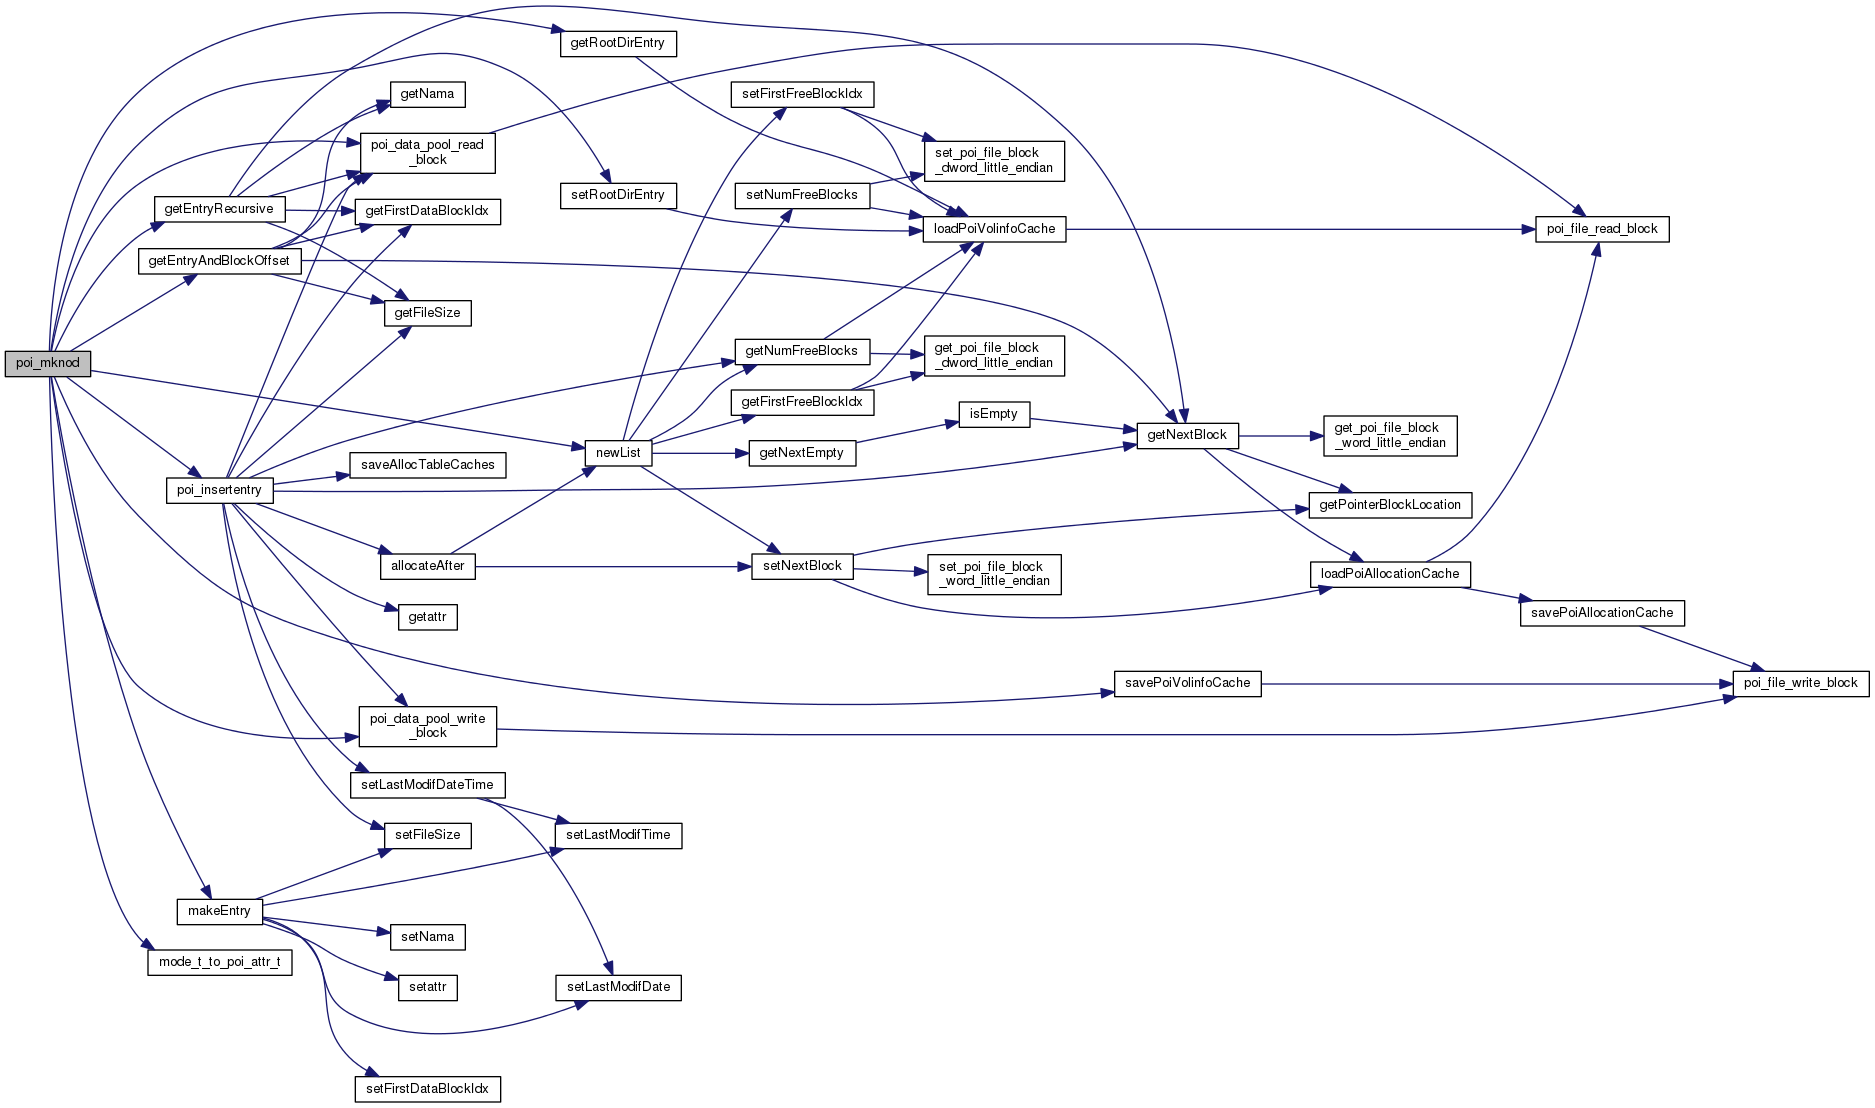 poi_mknod
getRootDirEntry
getNama
poi_data_pool_read
_block
getEntryRecursive
getFirstDataBlockIdx
getEntryAndBlockOffset
getFileSize
setRootDirEntry
setFirstFreeBlockIdx
set_poi_file_block
_dword_little_endian
setNumFreeBlocks
loadPoiVolinfoCache
poi_file_read_block
getNumFreeBlocks
get_poi_file_block
_dword_little_endian
getFirstFreeBlockIdx
isEmpty
getNextBlock
get_poi_file_block
_word_little_endian
newList
getNextEmpty
saveAllocTableCaches
poi_insertentry
getPointerBlockLocation
allocateAfter
setNextBlock
set_poi_file_block
_word_little_endian
loadPoiAllocationCache
getattr
savePoiAllocationCache
savePoiVolinfoCache
poi_file_write_block
poi_data_pool_write
_block
setLastModifDateTime
setFileSize
setLastModifTime
makeEntry
setNama
mode_t_to_poi_attr_t
setattr
setLastModifDate
setFirstDataBlockIdx